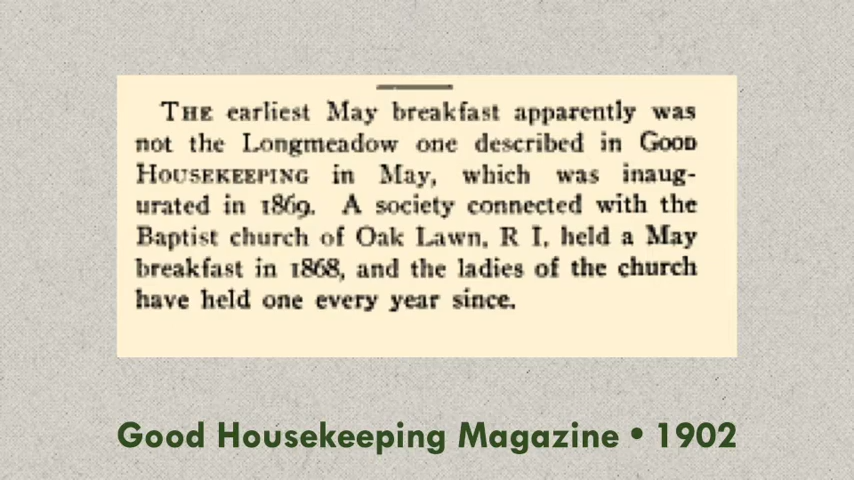 THE earliest May breakfast apparently was
not the Longmeadow one described in GOOD
HOUSEKEEPING in May, which was inaug-
urated in 1869. A society connected with the
Baptist church of Oak Lawn, R I, held a May
breakfast in 1868, and the ladies of the church
have held one every year since.
Good Housekeeping Magazine • 1902